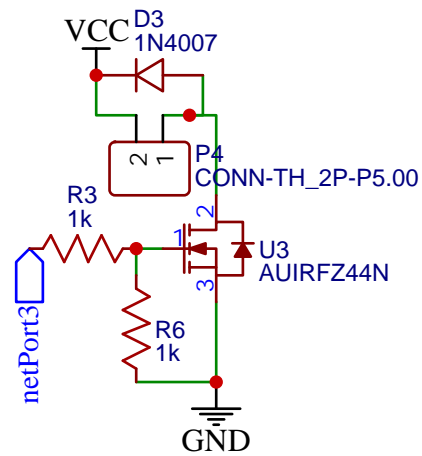 D3
VCC
1N4007
2
1
P4
CONN-TH_2P-P5.00
R3
1k
2
1
U3
AUIRFZ44N
3
netPort3
R6
1k
GND